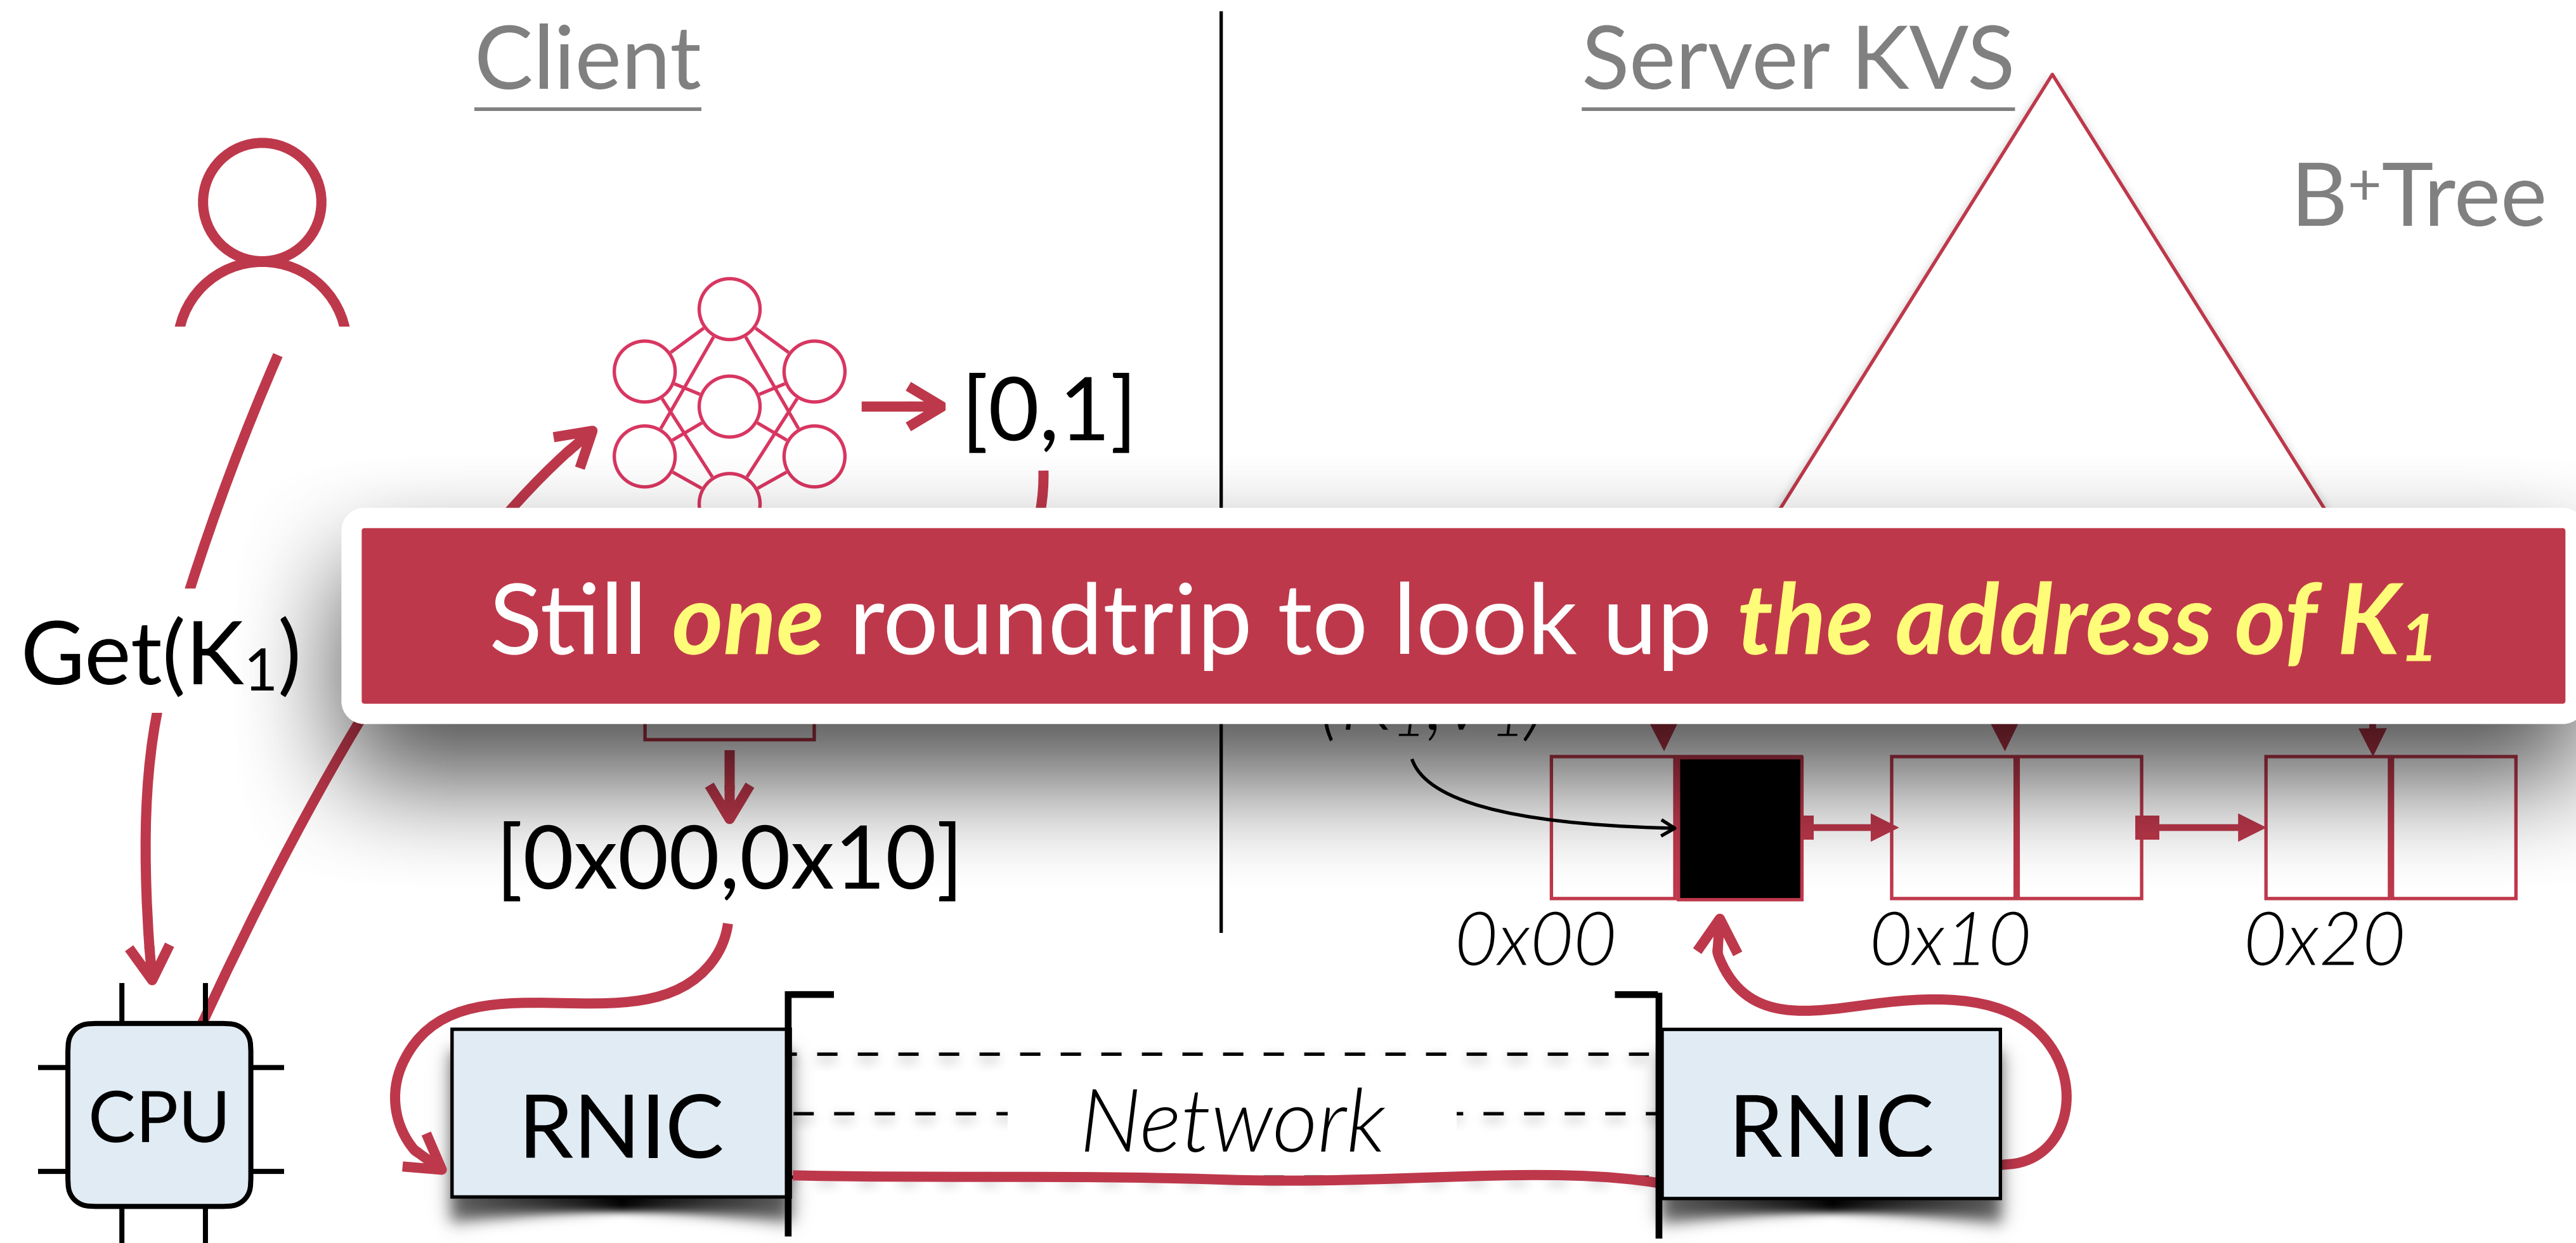 Client
Server KVS
B⁺Tree
[0,1]
Still one roundtrip to look up the address of K₁
Get(K₁)
[0x00,0x10]
0x00
0x10
0x20
CPU
RNIC
Network
RNIC